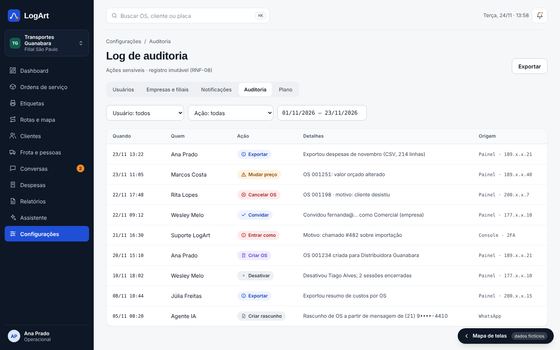 LogArt
Buscar OS, cliente ou placa
⌘K
Terça, 24/11 · 13:58
TG
Transportes Guanabara
Filial São Paulo
Dashboard
Ordens de serviço
Etiquetas
Rotas e mapa
Clientes
Frota e pessoas
Conversas
2
Despesas
Relatórios
Assistente
Configurações
AP
Ana Prado
Operacional
Configurações / Auditoria
Log de auditoria
Ações sensíveis · registro imutável (RNF-08)
Exportar
Usuários Empresas e filiais Notificações Auditoria Plano
Usuário: todos Ação: todas 01/11/2026 — 23/11/2026
Quando Quem Ação Detalhes Origem
23/11 13:22 Ana Prado Exportar Exportou despesas de novembro (CSV, 214 linhas) Painel · 189.x.x.21
23/11 11:05 Marcos Costa Mudar preço OS 001251: valor orçado alterado Painel · 189.x.x.40
22/11 17:48 Rita Lopes Cancelar OS OS 001198 · motivo: cliente desistiu Painel · 200.x.x.7
22/11 09:12 Wesley Melo Convidar Convidou fernanda@… como Comercial (empresa) Painel · 177.x.x.18
21/11 16:30 Suporte LogArt Entrar como Motivo: chamado #482 sobre importação Console · 2FA
20/11 15:10 Ana Prado Criar OS OS 001234 criada para Distribuidora Guanabara Painel · 189.x.x.21
18/11 18:02 Wesley Melo Desativar Desativou Tiago Alves, 2 sessões encerradas Painel · 177.x.x.18
08/11 10:44 Júlia Freitas Exportar Exportou resumo de custos por OS Painel · 200.x.x.15
05/11 08:20 Agente IA Criar rascunho Rascunho de OS a partir de mensagem de (21) 9••••-4410 WhatsApp
Mapa de telas dados fictícios